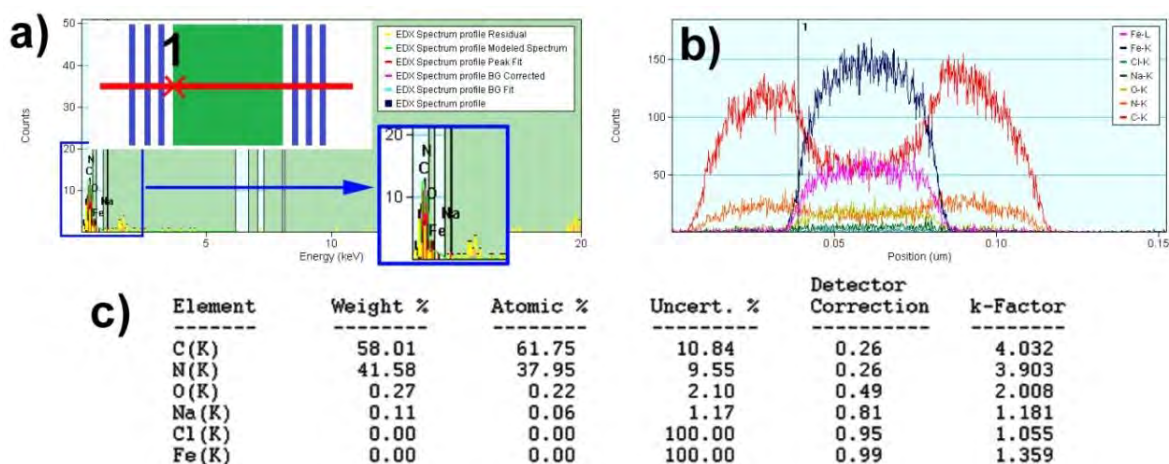 a)
1
50
40
30
20
10
Counts
5
10
20
Energy (keV)
EDX Spectrum profile Residual
EDX Spectrum profile Modeled Spectrum
EDX Spectrum profile Peak Fit
EDX Spectrum profile BG Corrected
EDX Spectrum profile BG Fit
EDX Spectrum profile
N
C
O
Na
Fe
20
10
N
C
O
Na
Fe
b)
1
150
100
50
Counts
0.00
0.05
0.10
0.15
Position (um)
Fe-L
Fe-K
Cl-K
Na-K
O-K
N-K
C-K
c)
Element Weight % Atomic % Uncert. % Detector Correction k-Factor
------- -------- -------- --------- ---------- --------
C(K) 58.01 61.75 10.84 0.26 4.032
N(K) 41.58 37.95 9.55 0.26 3.903
O(K) 0.27 0.22 2.10 0.49 2.008
Na(K) 0.11 0.06 1.17 0.81 1.181
Cl(K) 0.00 0.00 100.00 0.95 1.055
Fe(K) 0.00 0.00 100.00 0.99 1.359